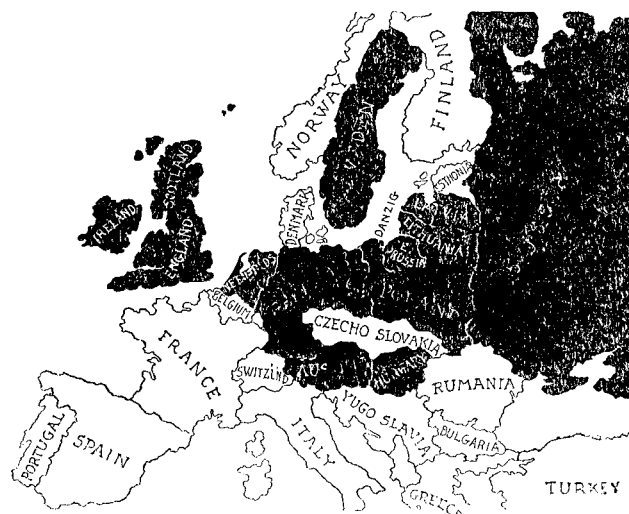 NORWAY
FINLAND
SCOTLAND
ESTHONIA
IRELAND
DENMARK
DANZIG
ENGLAND
BELGIUM
CZECHO SLOVAKIA
FRANCE
SWITZLND
HUNGARY
RUMANIA
YUGO SLAVIA
BULGARIA
ITALY
PORTUGAL
SPAIN
GREECE
TURKEY